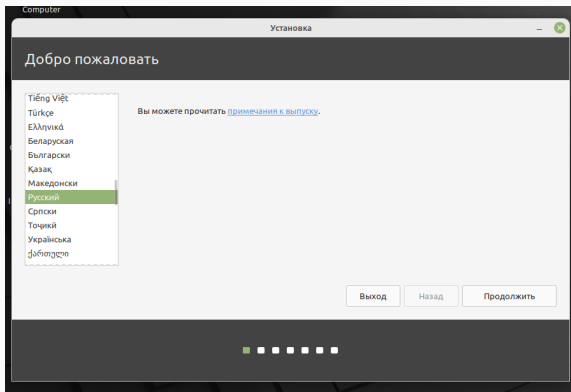 Computer
Установка
Добро пожаловать
Tiếng Việt
Türkçe
Ελληνικά
Беларуская
Български
Қазақ
Македонски
Русский
Српски
Тоҷикӣ
Українська
ქართული
Вы можете прочитать примечания к выпуску.
Выход
Назад
Продолжить